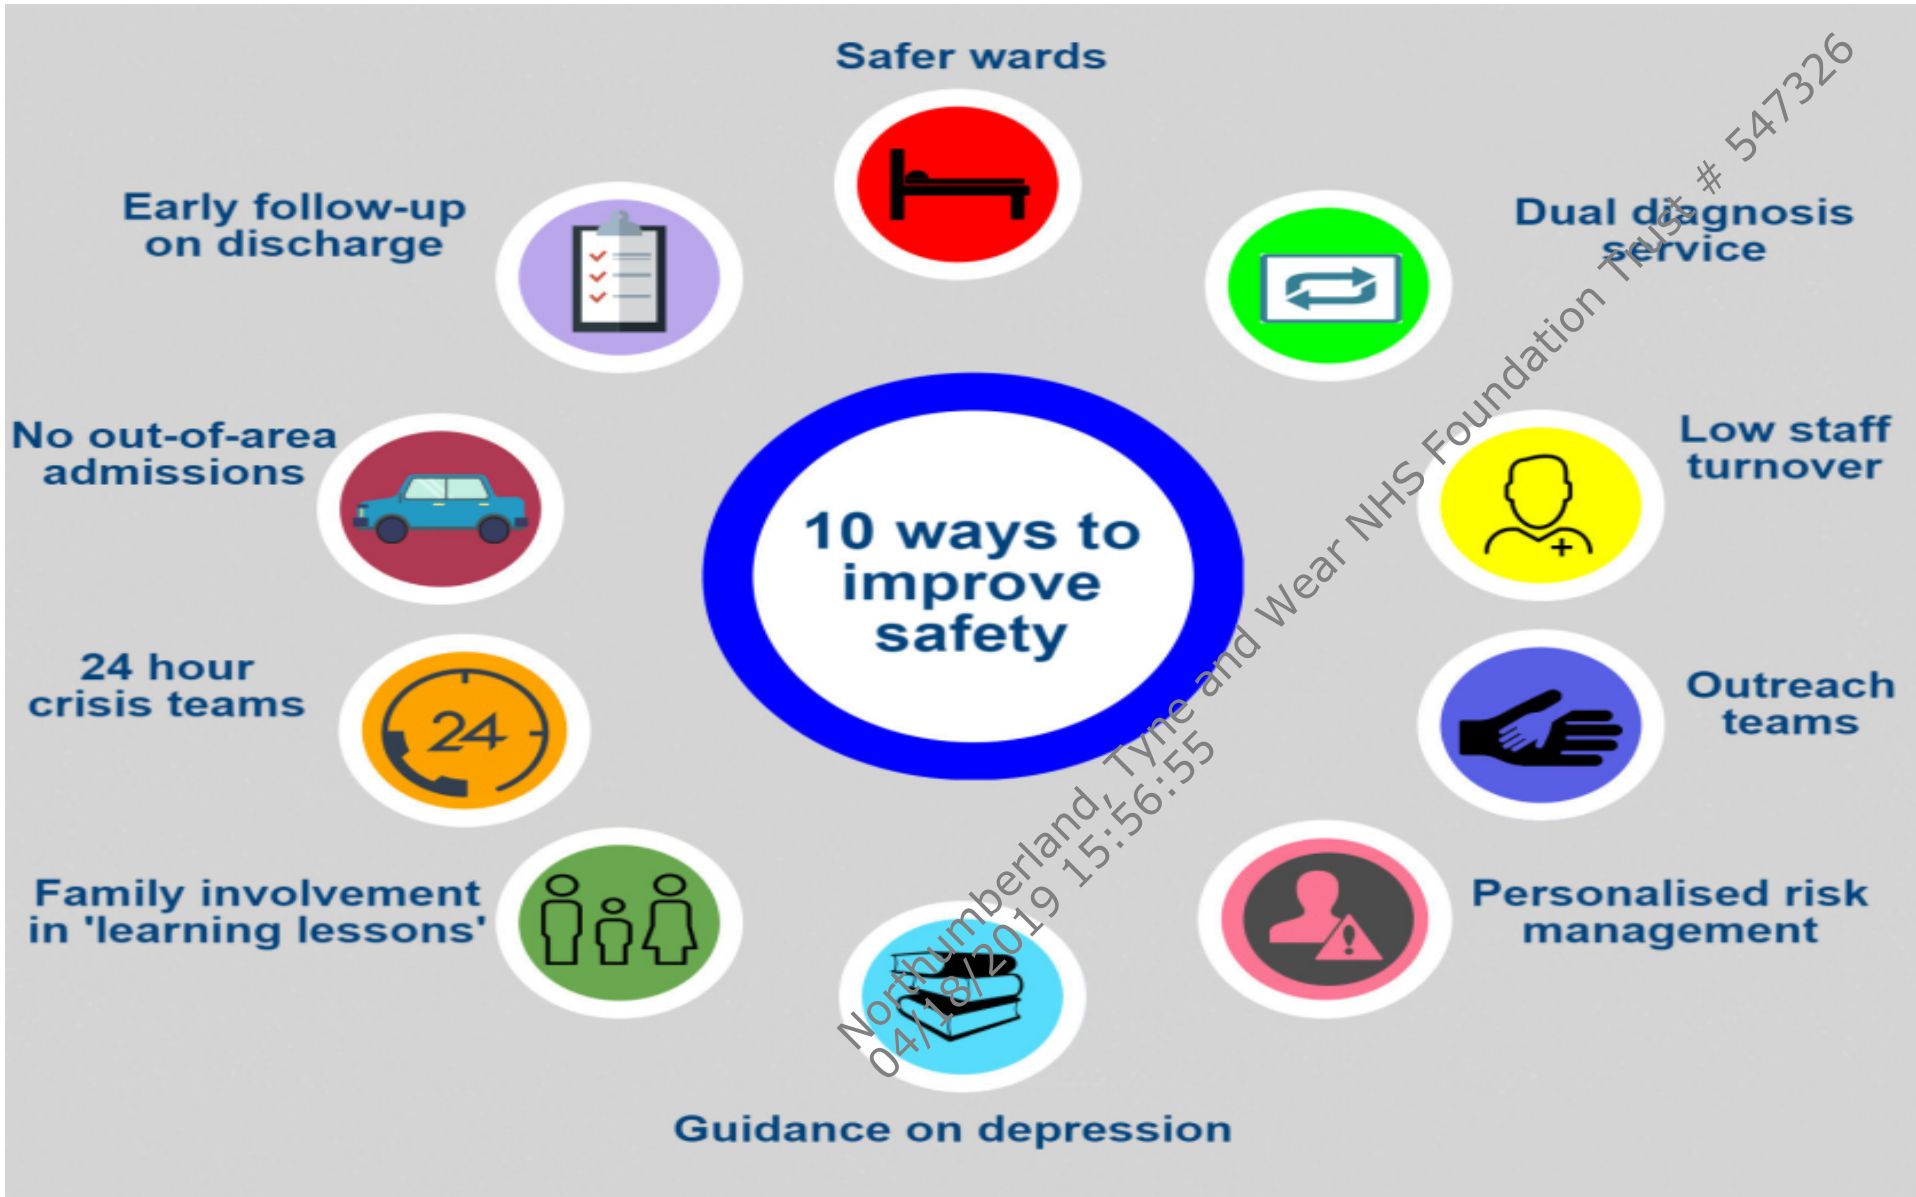 Safer wards
Early follow-up
on discharge
Dual diagnosis
service
No out-of-area
admissions
Low staff
turnover
10 ways to
improve
safety
24 hour
crisis teams
24
Outreach
teams
Family involvement
in 'learning lessons'
Personalised risk
management
Guidance on depression
Northumberland, Tyne and Wear NHS Foundation Trust # 547326
04/18/2019 15:56:55